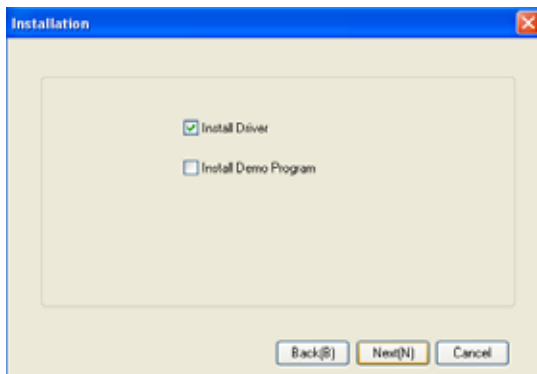 Installation
Install Driver
Install Demo Program
Back(B) Next(N) Cancel